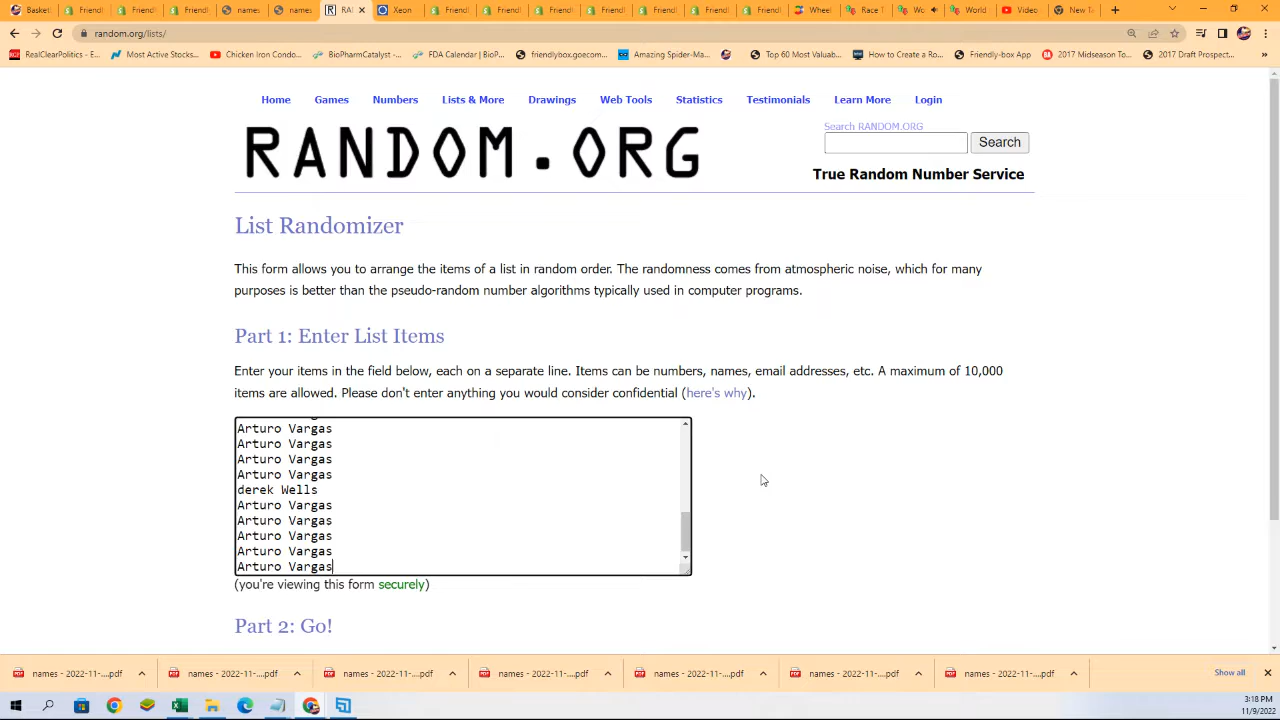 Basket
Friendl
Friendl
Friendl
names
names
RA
Xeon
Friendl
Friendl
Friendl
Friendl
Friendl
Friendl
Friendl
Wheel
Race T
Wo
World
Video
New Ta
random.org/lists/
RealClearPolitics - E...
Most Active Stocks...
Chicken Iron Condo...
BioPharmCatalyst -...
FDA Calendar | BioP...
friendlybox.goecom...
Amazing Spider-Ma...
Top 60 Most Valuab...
How to Create a Ro...
Friendly-box App
2017 Midseason To...
2017 Draft Prospect...
»
Home Games Numbers Lists & More Drawings Web Tools Statistics Testimonials Learn More Login
RANDOM.ORG
Search RANDOM.ORG
Search
True Random Number Service
List Randomizer
This form allows you to arrange the items of a list in random order. The randomness comes from atmospheric noise, which for many
purposes is better than the pseudo-random number algorithms typically used in computer programs.
Part 1: Enter List Items
Enter your items in the field below, each on a separate line. Items can be numbers, names, email addresses, etc. A maximum of 10,000
items are allowed. Please don't enter anything you would consider confidential (here's why).
Arturo Vargas
Arturo Vargas
Arturo Vargas
Arturo Vargas
derek Wells
Arturo Vargas
Arturo Vargas
Arturo Vargas
Arturo Vargas
Arturo Vargas
(you're viewing this form securely)
Part 2: Go!
names - 2022-11-....pdf
names - 2022-11-....pdf
names - 2022-11-....pdf
names - 2022-11-....pdf
names - 2022-11-....pdf
names - 2022-11-....pdf
names - 2022-11-....pdf
Show all
3:18 PM
11/9/2022